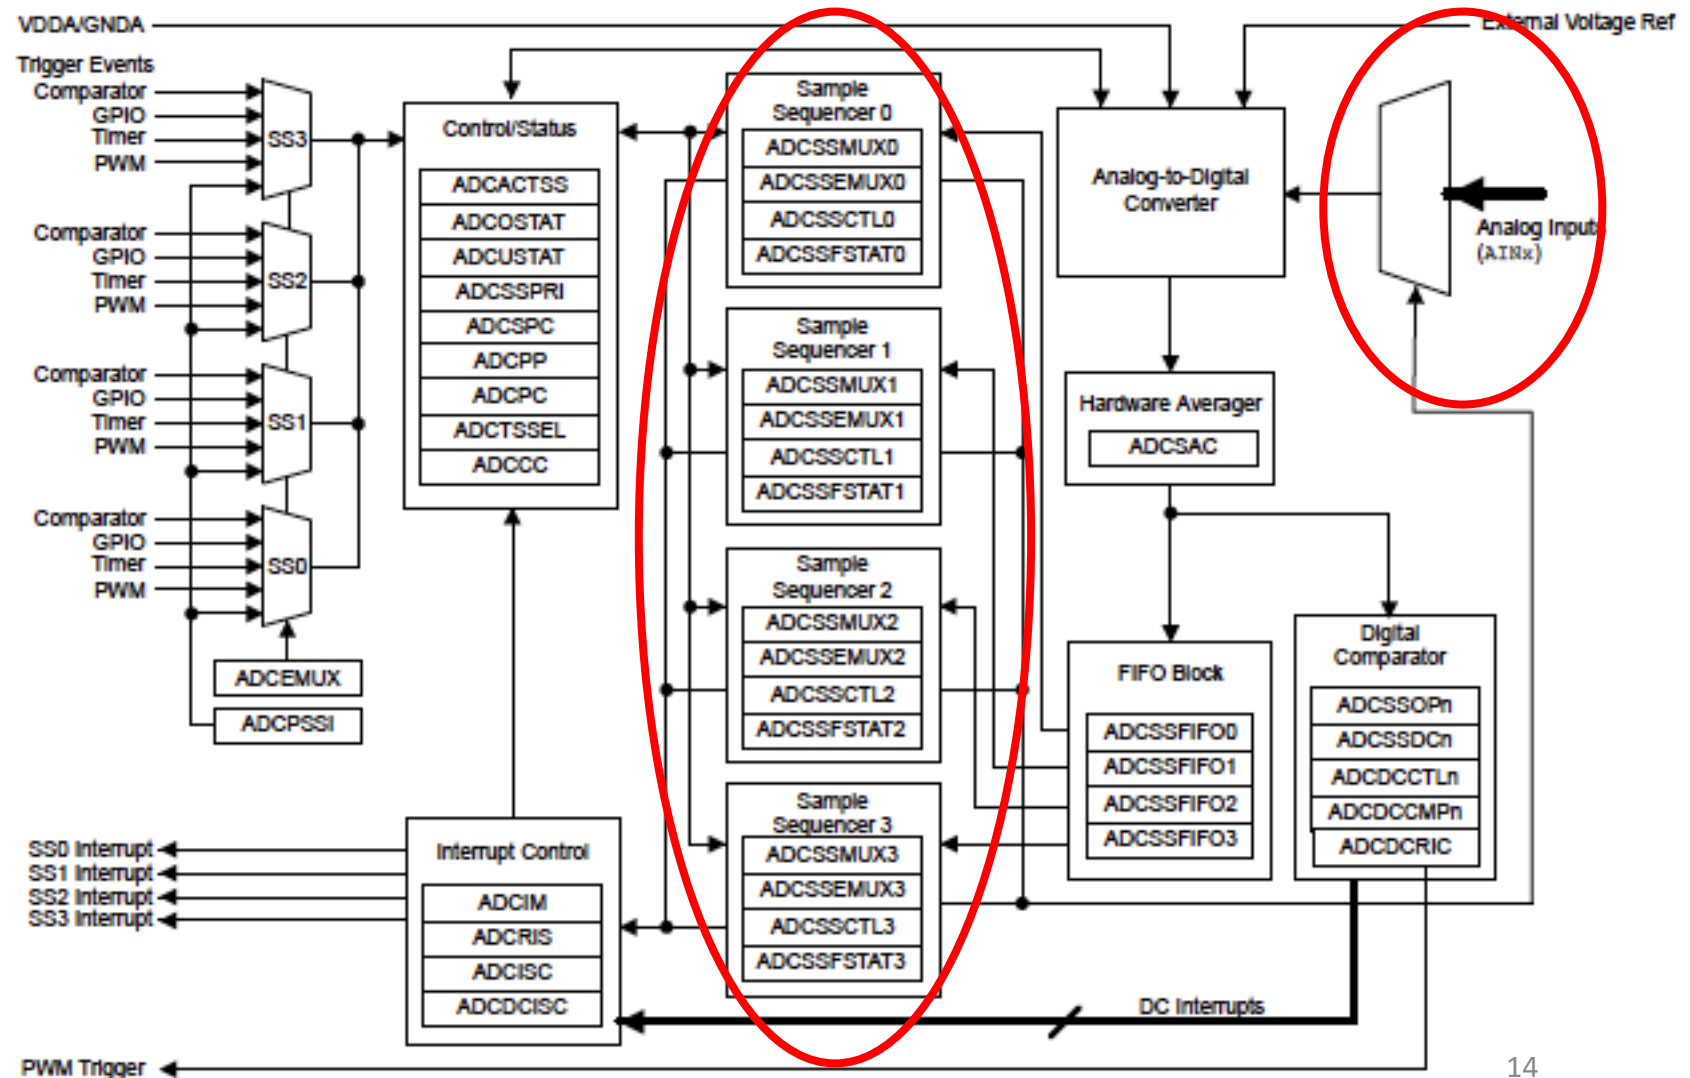 VDDA/GNDA
External Voltage Ref
Trigger Events
Comparator
GPIO
Timer
PWM
SS3
Comparator
GPIO
Timer
PWM
SS2
Comparator
GPIO
Timer
PWM
SS1
Comparator
GPIO
Timer
PWM
SS0
ADCEMUX
ADCPSSI
Control/Status
ADCACTSS
ADCOSTAT
ADCUSTAT
ADCSSPRI
ADCSPC
ADCPP
ADCPC
ADCTSSEL
ADCCC
Sample
Sequencer 0
ADCSSMUX0
ADCSSEMUX0
ADCSSCTL0
ADCSSFSTAT0
Sample
Sequencer 1
ADCSSMUX1
ADCSSEMUX1
ADCSSCTL1
ADCSSFSTAT1
Sample
Sequencer 2
ADCSSMUX2
ADCSSEMUX2
ADCSSCTL2
ADCSSFSTAT2
Sample
Sequencer 3
ADCSSMUX3
ADCSSEMUX3
ADCSSCTL3
ADCSSFSTAT3
Analog-to-Digital
Converter
Analog Inputs
(AINx)
Hardware Averager
ADCSAC
FIFO Block
ADCSSFIFO0
ADCSSFIFO1
ADCSSFIFO2
ADCSSFIFO3
Digital
Comparator
ADCSSOPn
ADCSSDCn
ADCDCCTLn
ADCDCCMPn
ADCDCRIC
SS0 Interrupt
SS1 Interrupt
SS2 Interrupt
SS3 Interrupt
Interrupt Control
ADCIM
ADCRIS
ADCISC
ADCDCISC
DC Interrupts
PWM Trigger
14